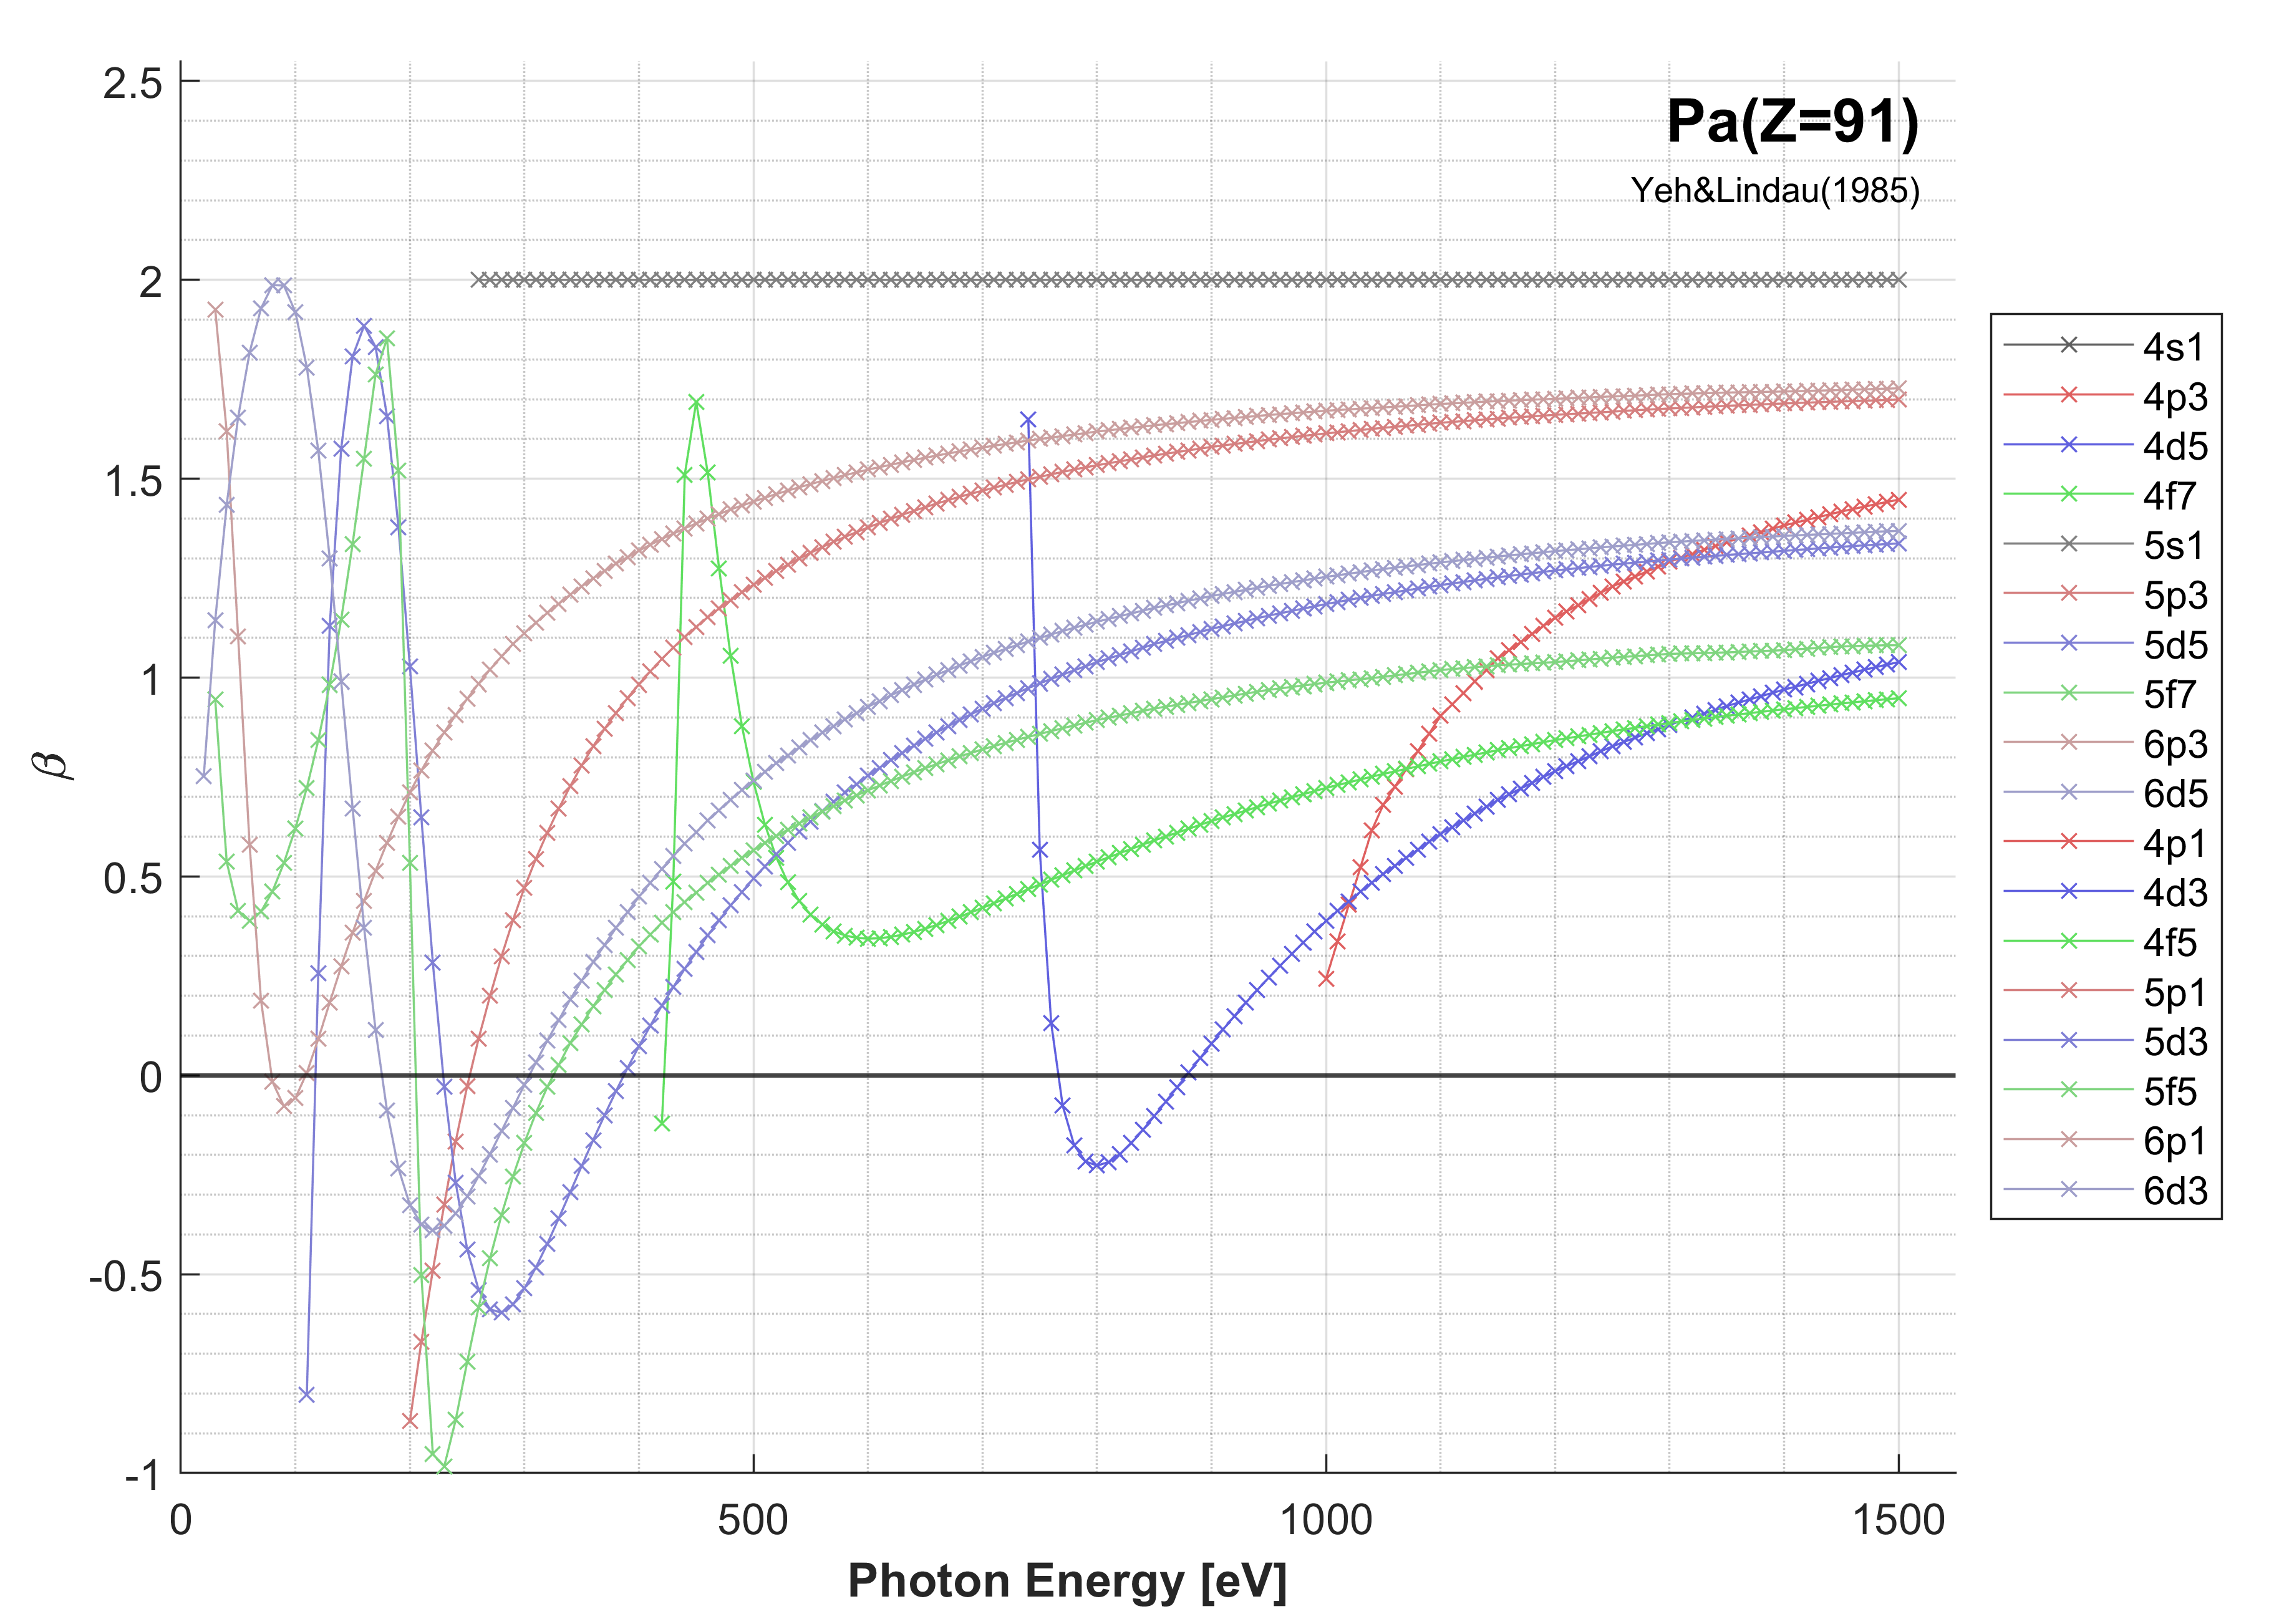 Pa(Z=91)
Yeh&Lindau(1985)
2.5
2
1.5
1
0.5
0
-0.5
-1
β
0
500
1000
1500
Photon Energy [eV]
4s1
4p3
4d5
4f7
5s1
5p3
5d5
5f7
6p3
6d5
4p1
4d3
4f5
5p1
5d3
5f5
6p1
6d3